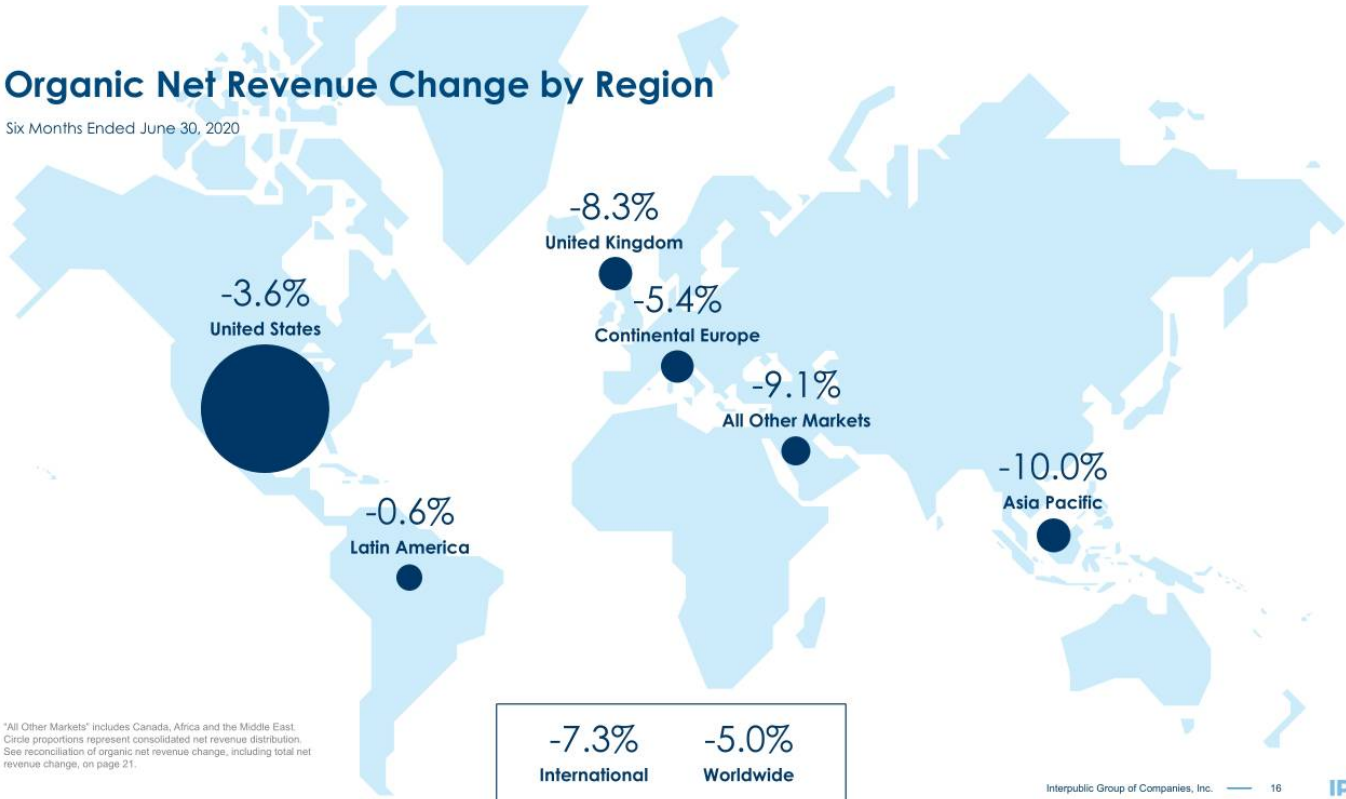 Organic Net Revenue Change by Region
Six Months Ended June 30, 2020
-8.3%
United Kingdom
-3.6%
United States
-5.4%
Continental Europe
-9.1%
All Other Markets
-10.0%
Asia Pacific
-0.6%
Latin America
"All Other Markets" includes Canada, Africa and the Middle East.
Circle proportions represent consolidated net revenue distribution.
See reconciliation of organic net revenue change, including total net
revenue change, on page 21.
-7.3% -5.0%
International Worldwide
Interpublic Group of Companies, Inc. 16